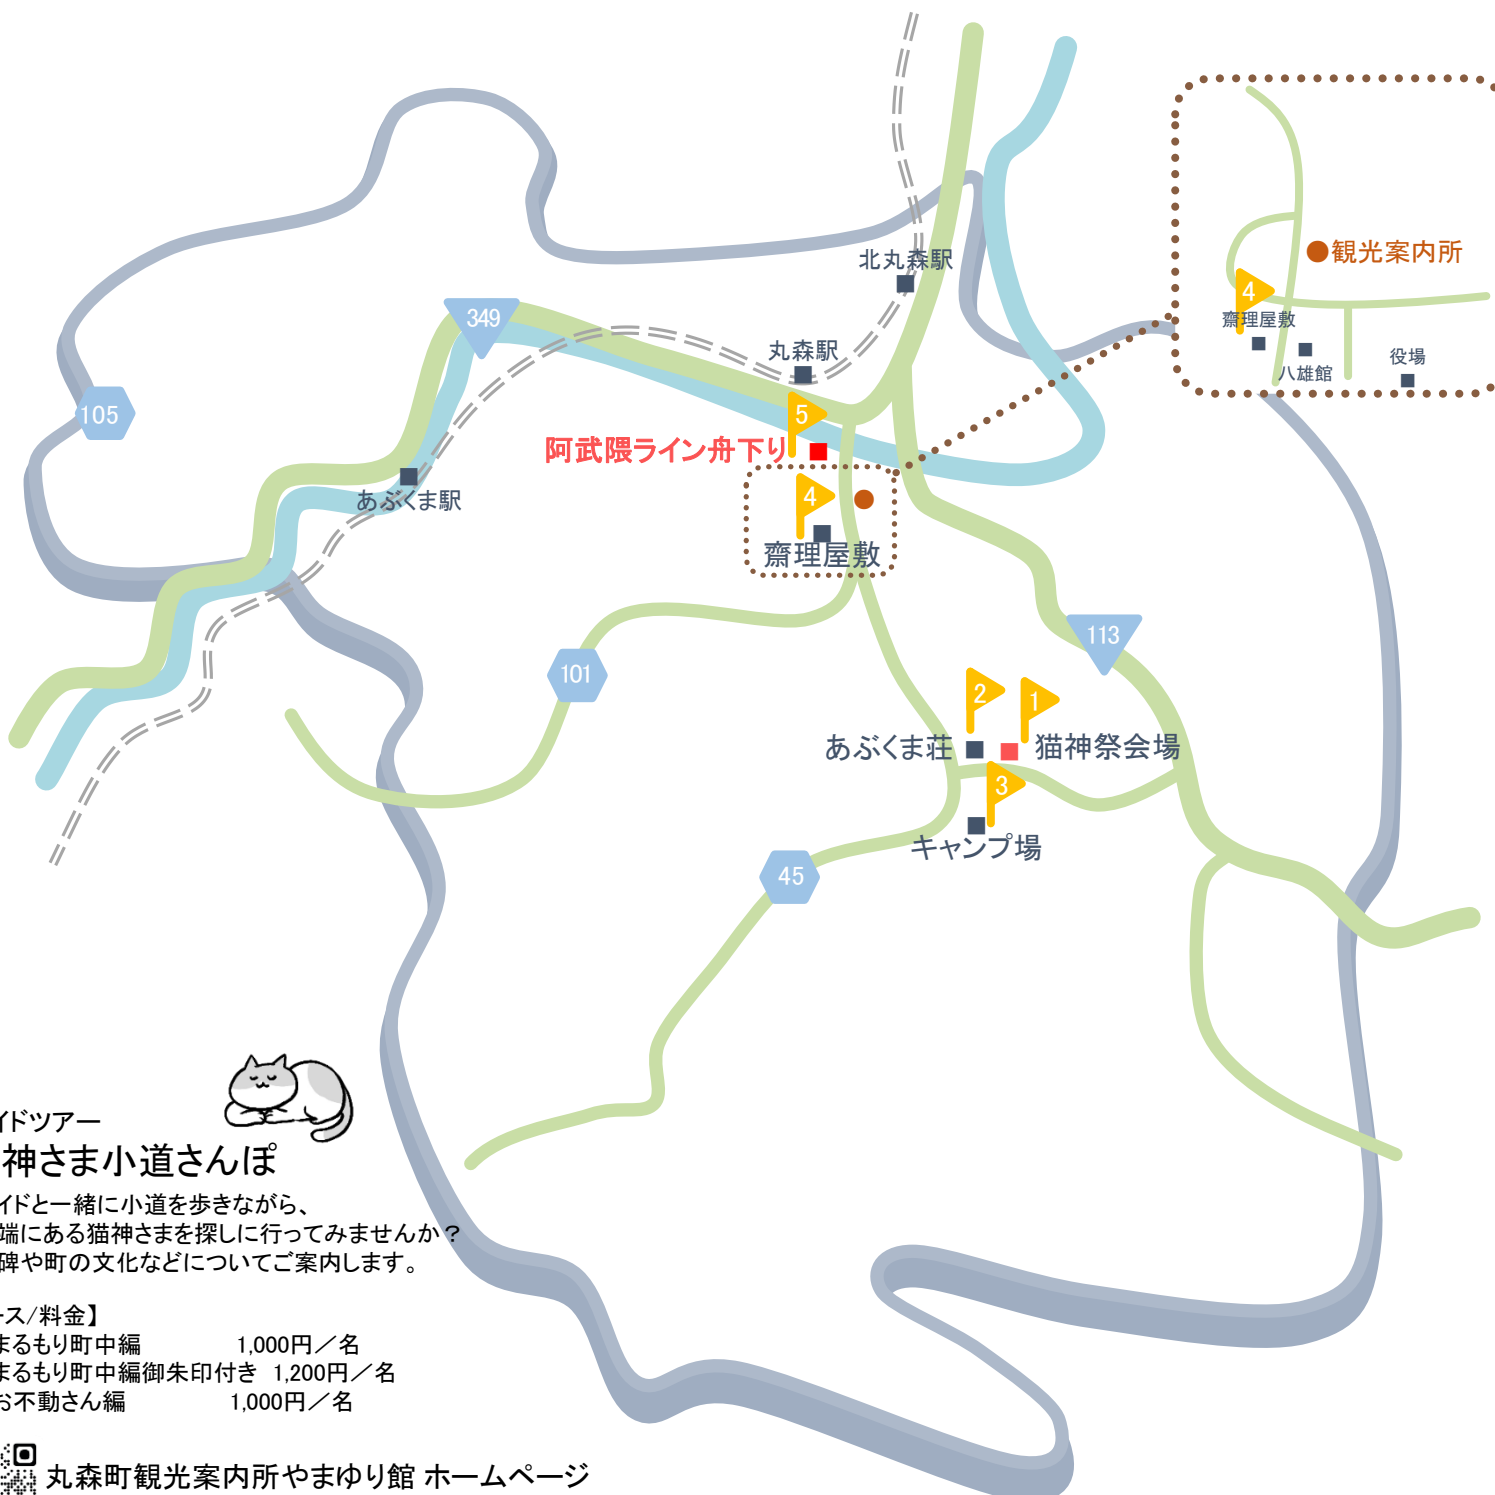 北丸森駅
観光案内所
4
齋理屋敷
八雄館
役場
349
丸森駅
105
5
阿武隈ライン舟下り
4
齋理屋敷
あぶくま駅
113
101
2
1
あぶくま荘
猫神祭会場
3
キャンプ場
45
イドツアー
神さま小道さんぽ
イドと一緒に小道を歩きながら、
端にある猫神さまを探しに行ってみませんか？
碑や町の文化などについてご案内します。
ース/料金】
まるもり町中編 1,000円／名
まるもり町中編御朱印付き 1,200円／名
お不動さん編 1,000円／名
丸森町観光案内所やまゆり館 ホームページ